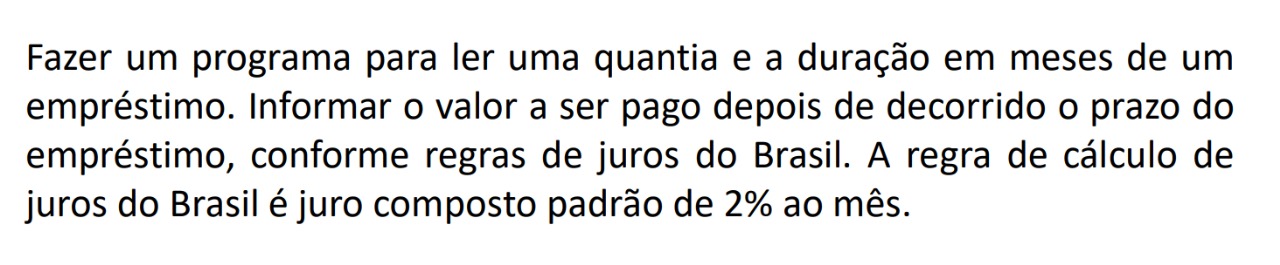 Fazer um programa para ler uma quantia e a duração em meses de um
empréstimo. Informar o valor a ser pago depois de decorrido o prazo do
empréstimo, conforme regras de juros do Brasil. A regra de cálculo de
juros do Brasil é juro composto padrão de 2% ao mês.